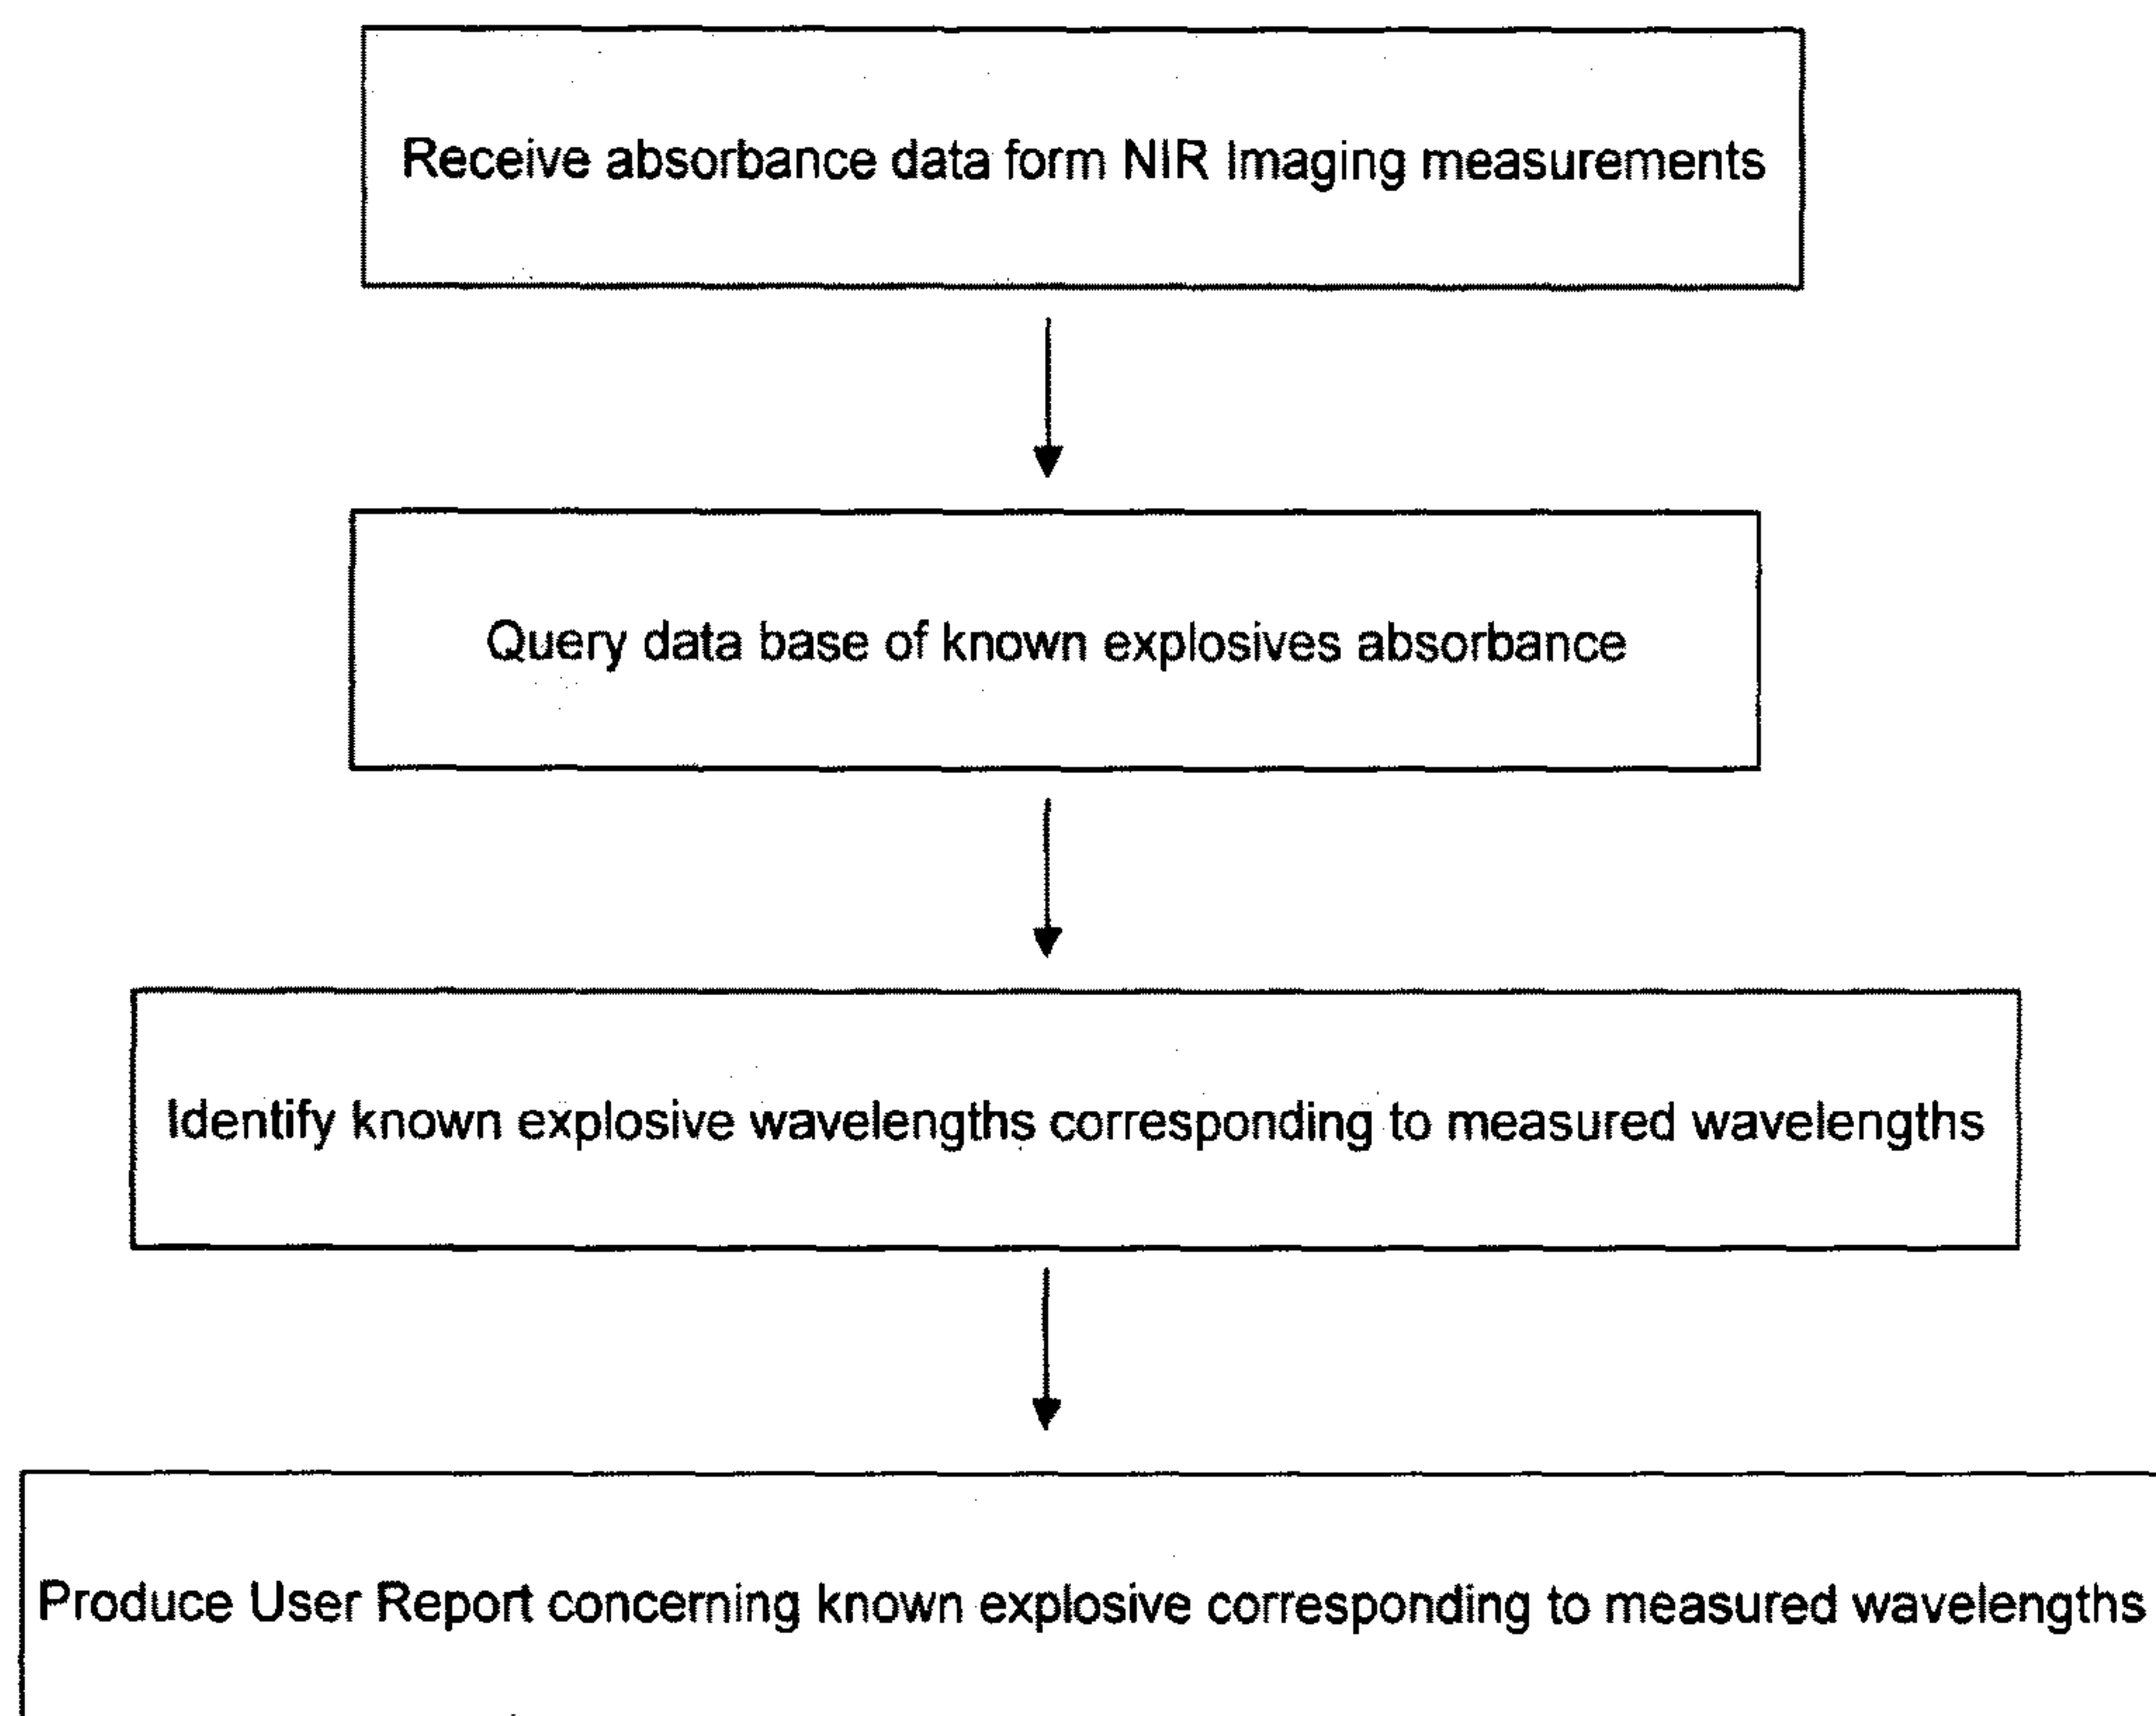 Receive absorbance data form NIR Imaging measurements
Query data base of known explosives absorbance
Identify known explosive wavelengths corresponding to measured wavelengths
Produce User Report concerning known explosive corresponding to measured wavelengths